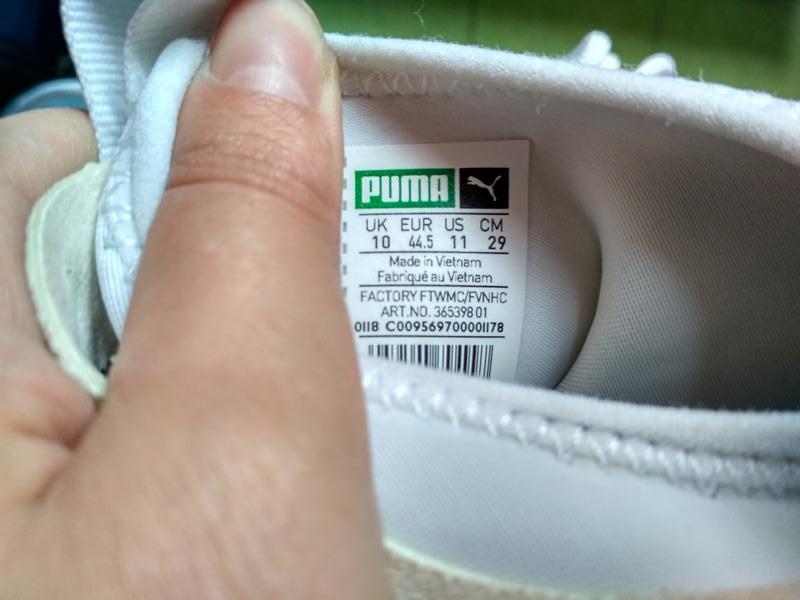 PUMA
UK EUR US CM
10 44.5 11 29
Made in Vietnam
Fabriqué au Vietnam
FACTORY FTWMC/FVNHC
ART.NO. 365398 01
0118 C009569700001178